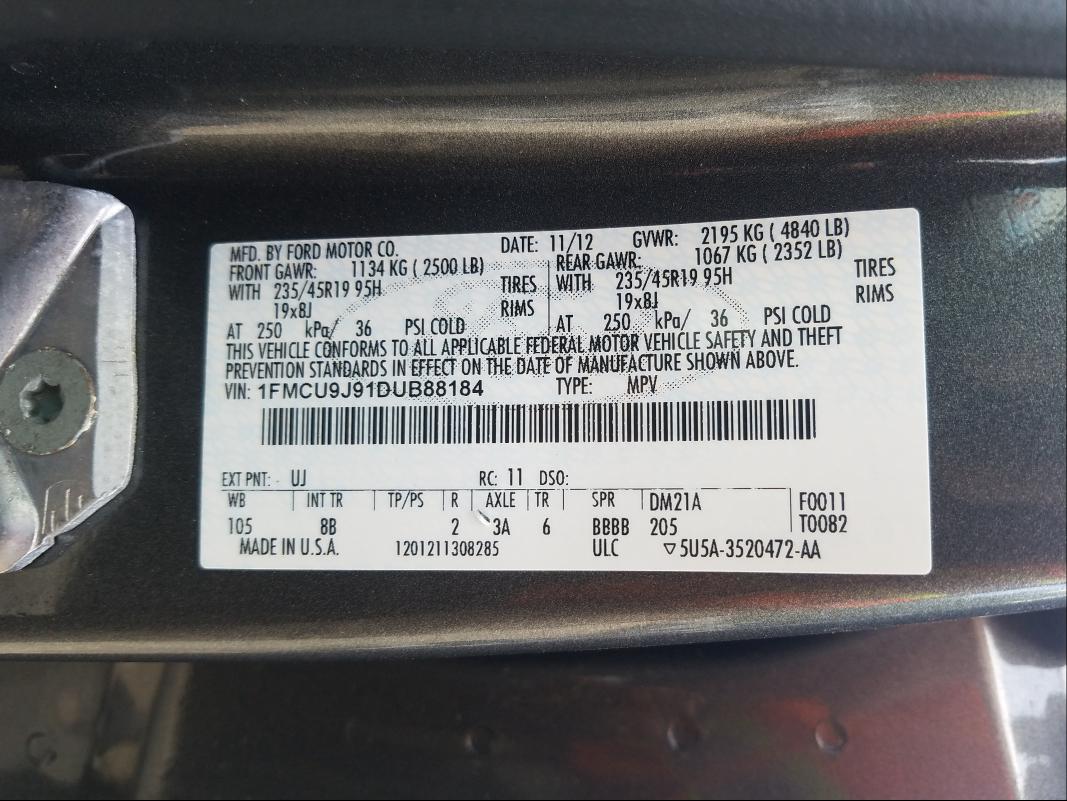 MFD. BY FORD MOTOR CO. DATE: 11/12 GVWR: 2195 KG ( 4840 LB)
FRONT GAWR: 1134 KG ( 2500 LB) REAR GAWR: 1067 KG ( 2352 LB)
WITH 235/45R19 95H TIRES WITH 235/45R19 95H TIRES
19x8J RIMS 19x8J RIMS
AT 250 kPa/ 36 PSI COLD AT 250 kPa/ 36 PSI COLD
THIS VEHICLE CONFORMS TO ALL APPLICABLE FEDERAL MOTOR VEHICLE SAFETY AND THEFT
PREVENTION STANDARDS IN EFFECT ON THE DATE OF MANUFACTURE SHOWN ABOVE.
VIN: 1FMCU9J91DUB88184 TYPE: MPV
EXT PNT: UJ RC: 11 DSO:
WB INT TR TP/PS R AXLE TR SPR DM21A F0011
105 8B 2 3A 6 BBBB 205 T0082
MADE IN U.S.A. 1201211308285 ULC ▽5U5A-3520472-AA